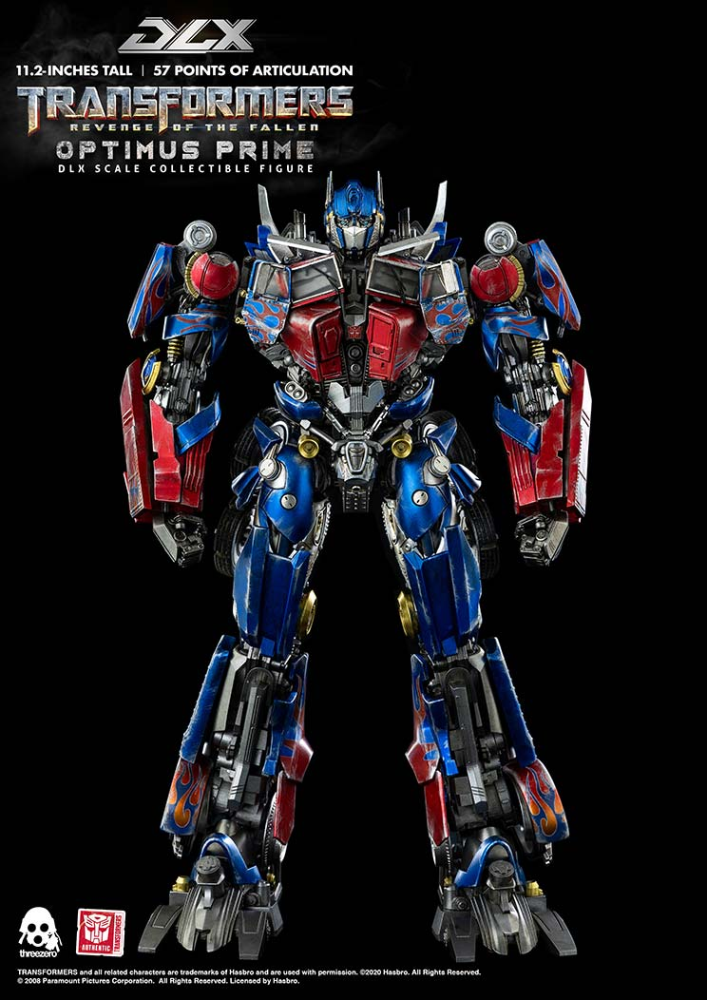 DLX
11.2-INCHES TALL | 57 POINTS OF ARTICULATION
TRANSFORMERS
REVENGE OF THE FALLEN
OPTIMUS PRIME
DLX SCALE COLLECTIBLE FIGURE
threezero
AUTHENTIC
TRANSFORMERS
TRANSFORMERS and all related characters are trademarks of Hasbro and are used with permission. ©2020 Hasbro. All Rights Reserved.
© 2008 Paramount Pictures Corporation. All Rights Reserved. Licensed by Hasbro.